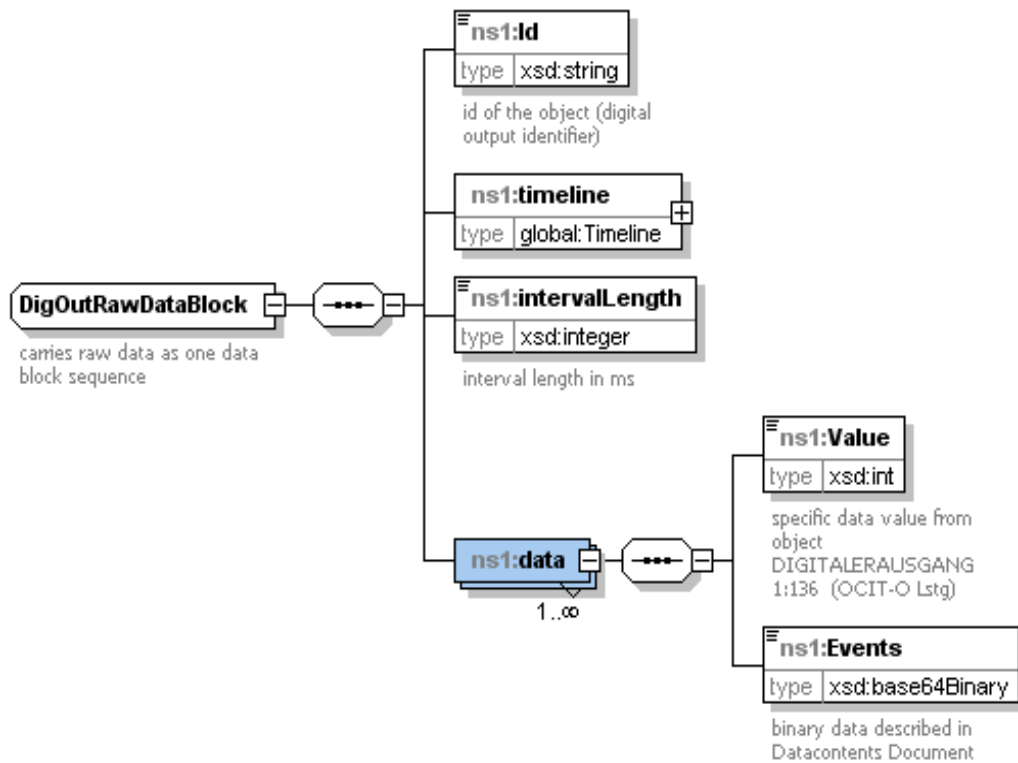 ns1:Id
type xsd:string
id of the object (digital
output identifier)
ns1:timeline
type global:Timeline
DigOutRawDataBlock
carries raw data as one data
block sequence
ns1:intervalLength
type xsd:integer
interval length in ms
ns1:data
1..∞
ns1:Value
type xsd:int
specific data value from
object
DIGITALERAUSGANG
1:136 (OCIT-O Lstg)
ns1:Events
type xsd:base64Binary
binary data described in
Datacontents Document